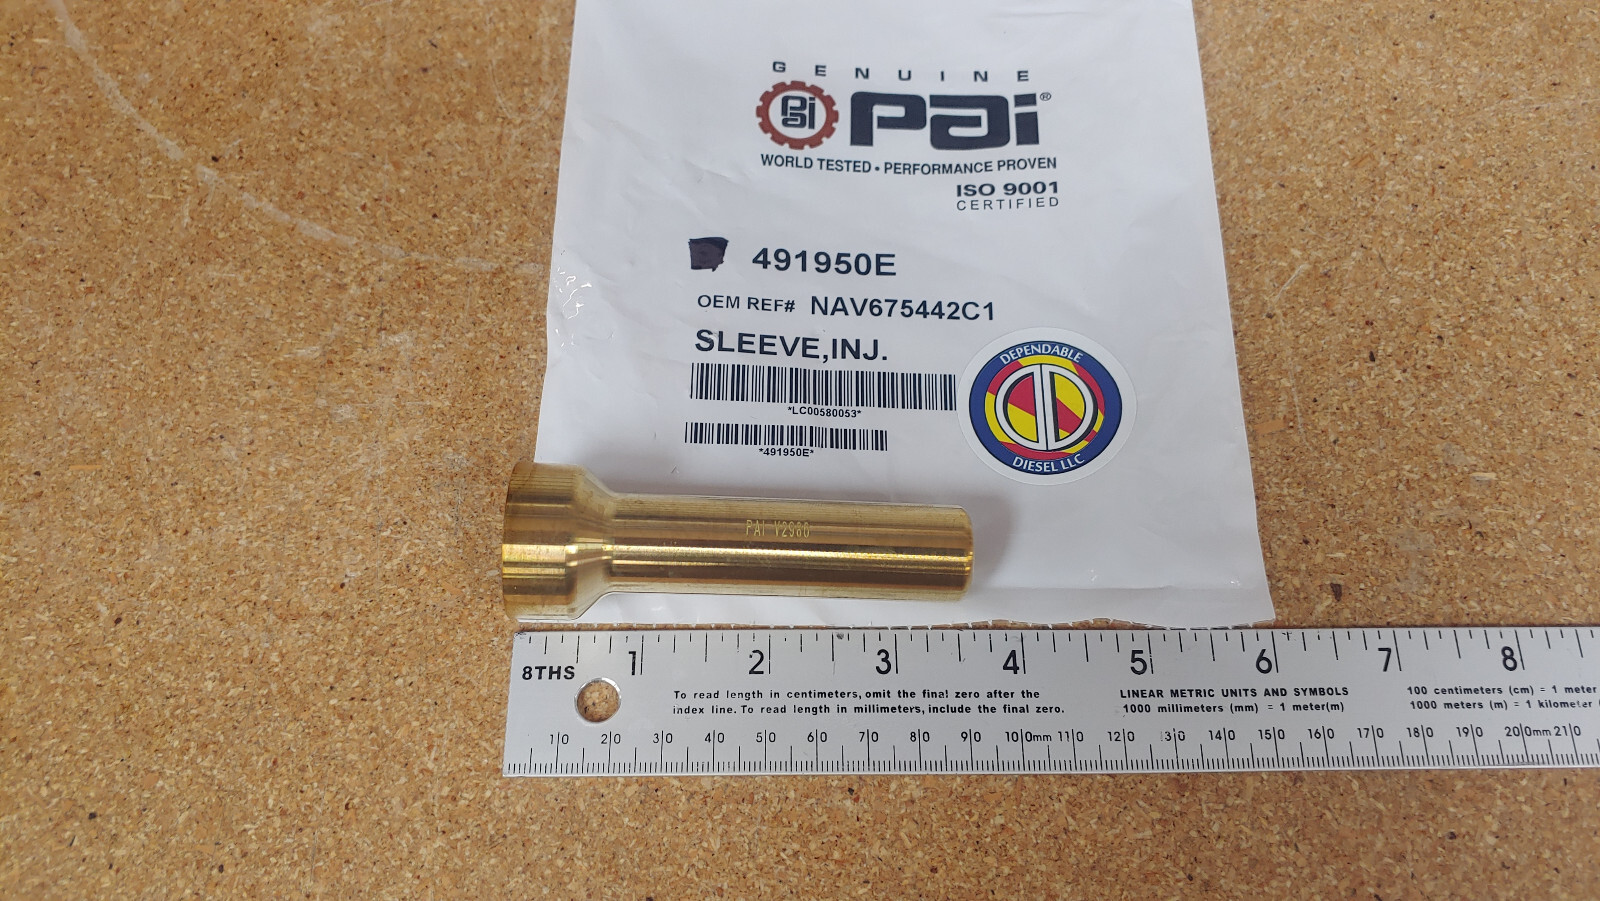 GENUINE
pai
pai®
WORLD TESTED • PERFORMANCE PROVEN
ISO 9001
CERTIFIED
491950E
OEM REF# NAV675442C1
SLEEVE,INJ.
*LC00580053*
*491950E*
DEPENDABLE
DD
DIESEL LLC
PAI V2980
1 2 3 4 5 6 7 8
8THS
To read length in centimeters, omit the final zero after the
index line. To read length in millimeters, include the final zero.
LINEAR METRIC UNITS AND SYMBOLS
1000 millimeters (mm) = 1 meter(m)
100 centimeters (cm) = 1 meter
1000 meters (m) = 1 kilometer
10 20 30 40 50 60 70 80 90 100mm 110 120 130 140 150 160 170 180 190 200mm 210